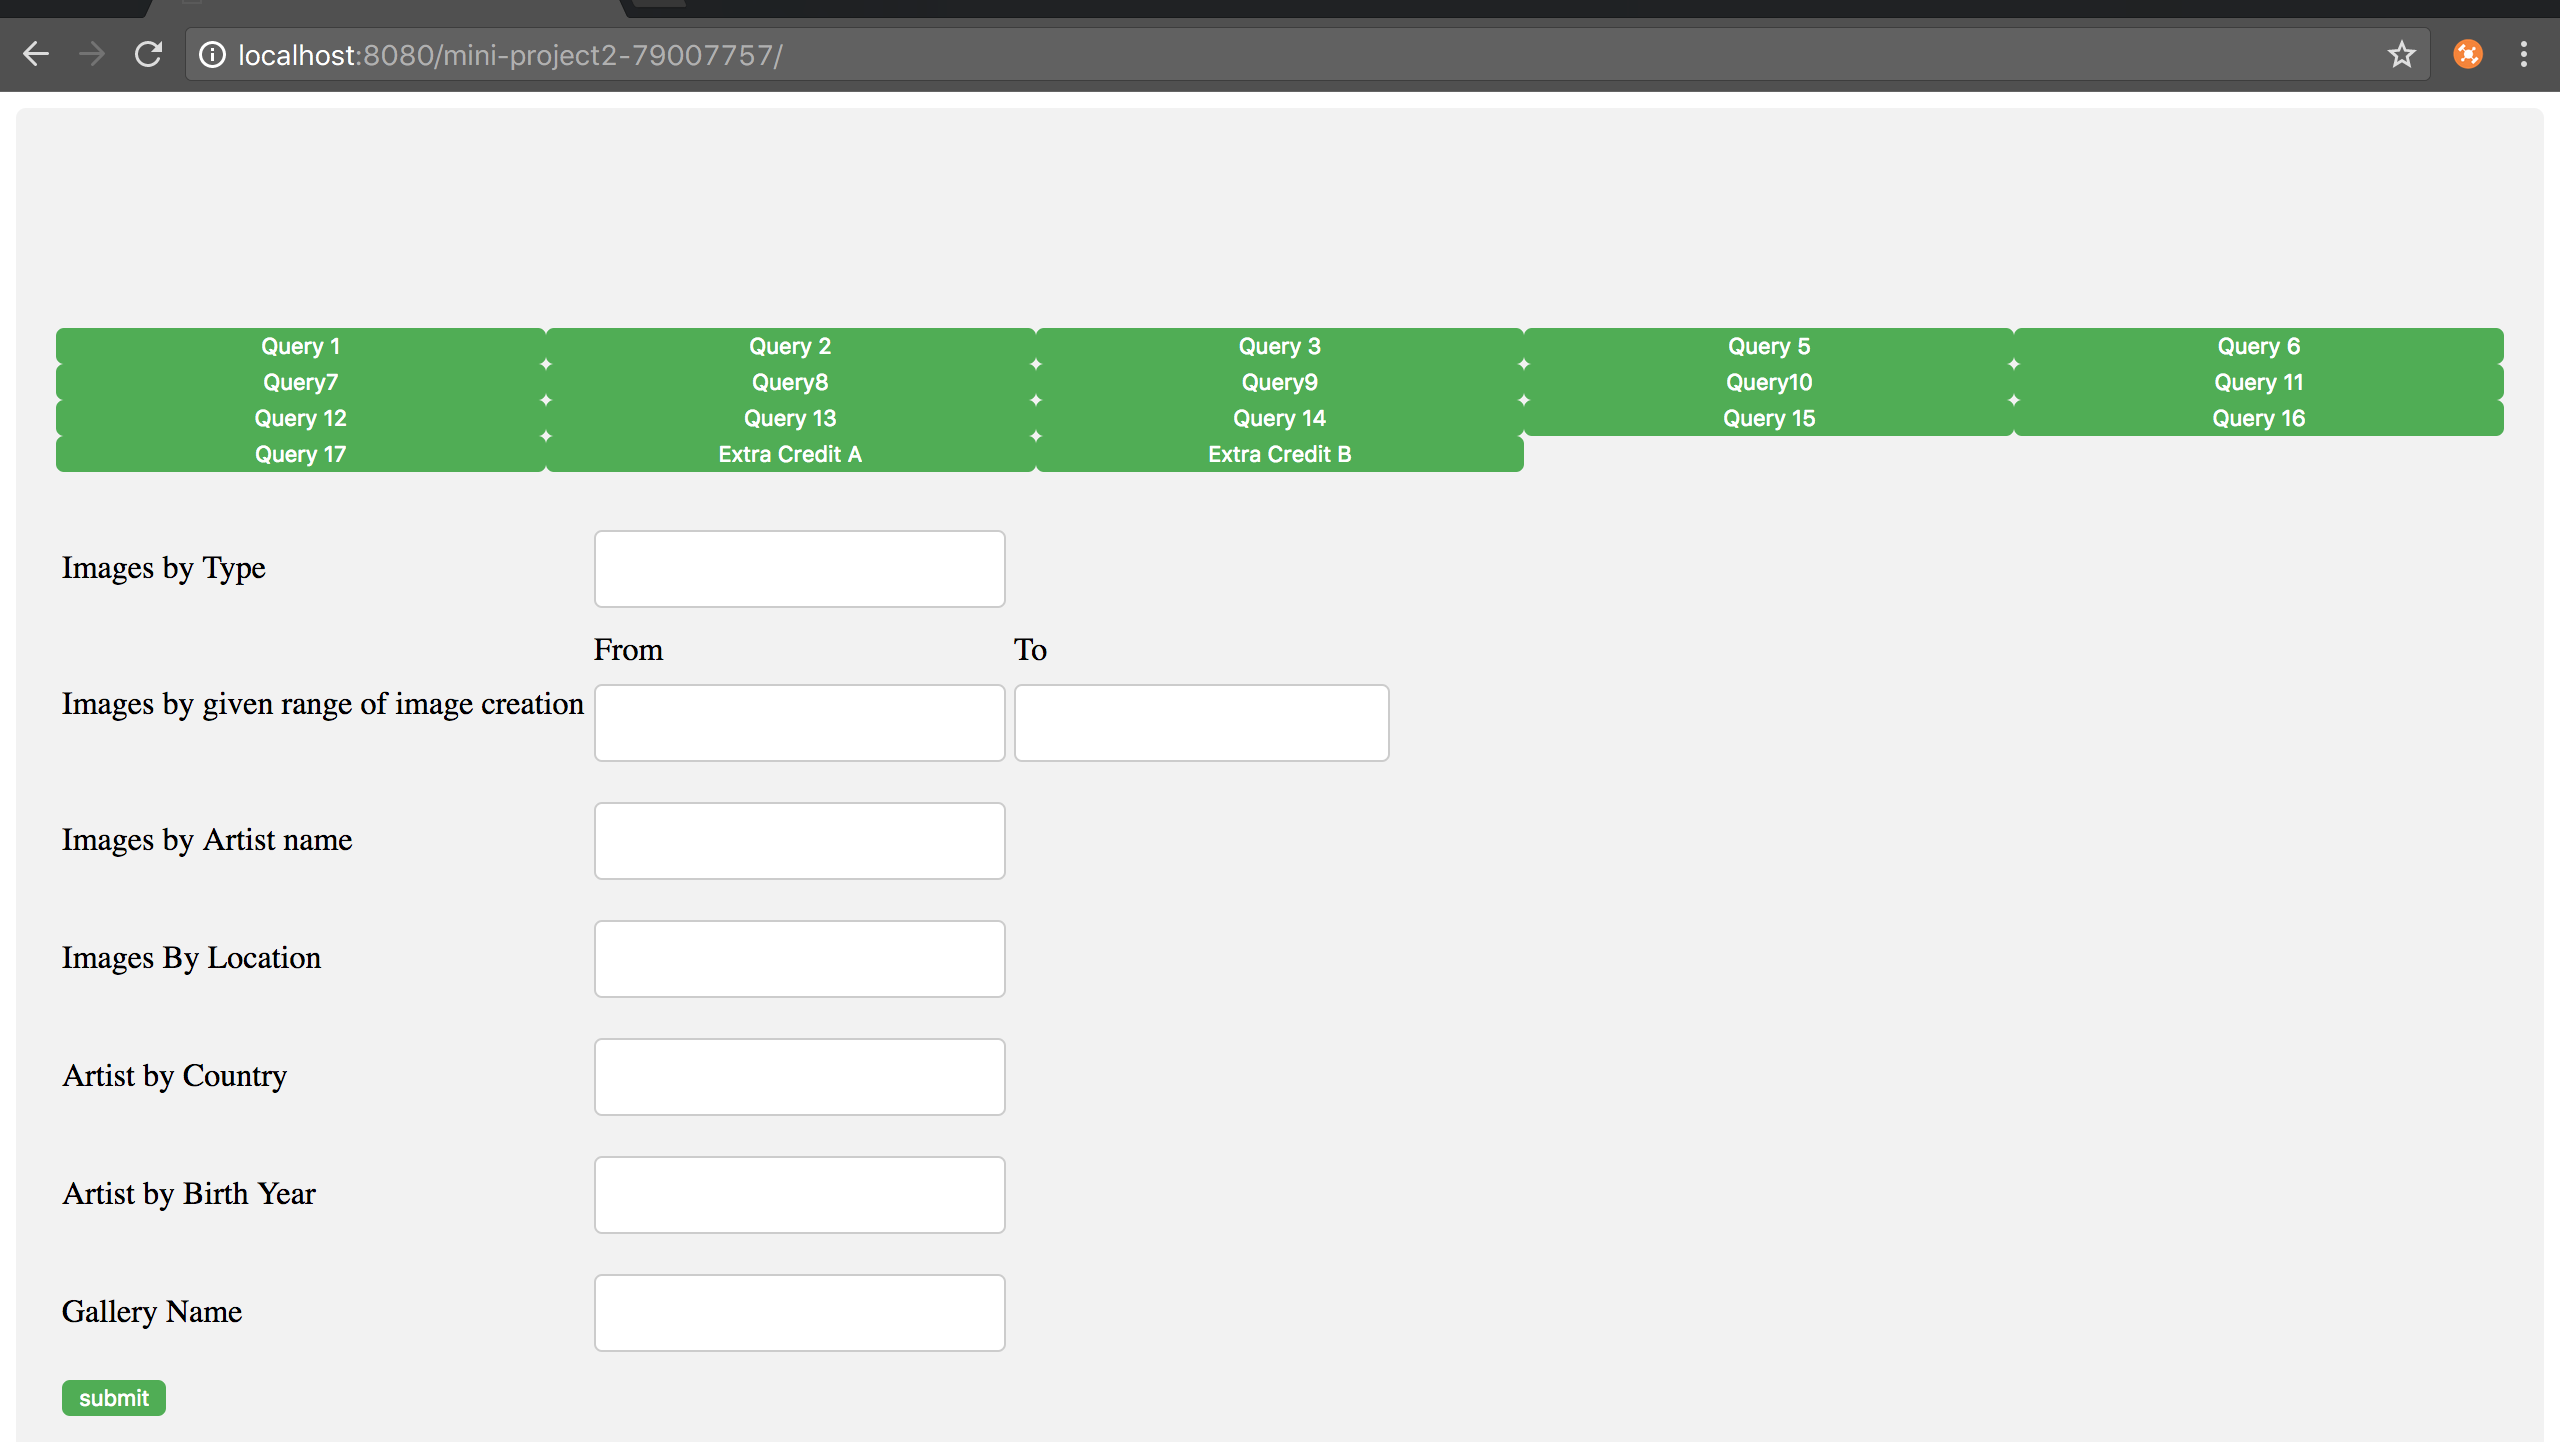 localhost:8080/mini-project2-79007757/
Query 1 Query 2 Query 3 Query 5 Query 6
Query7 Query8 Query9 Query10 Query 11
Query 12 Query 13 Query 14 Query 15 Query 16
Query 17 Extra Credit A Extra Credit B
Images by Type
From To
Images by given range of image creation
Images by Artist name
Images By Location
Artist by Country
Artist by Birth Year
Gallery Name
submit